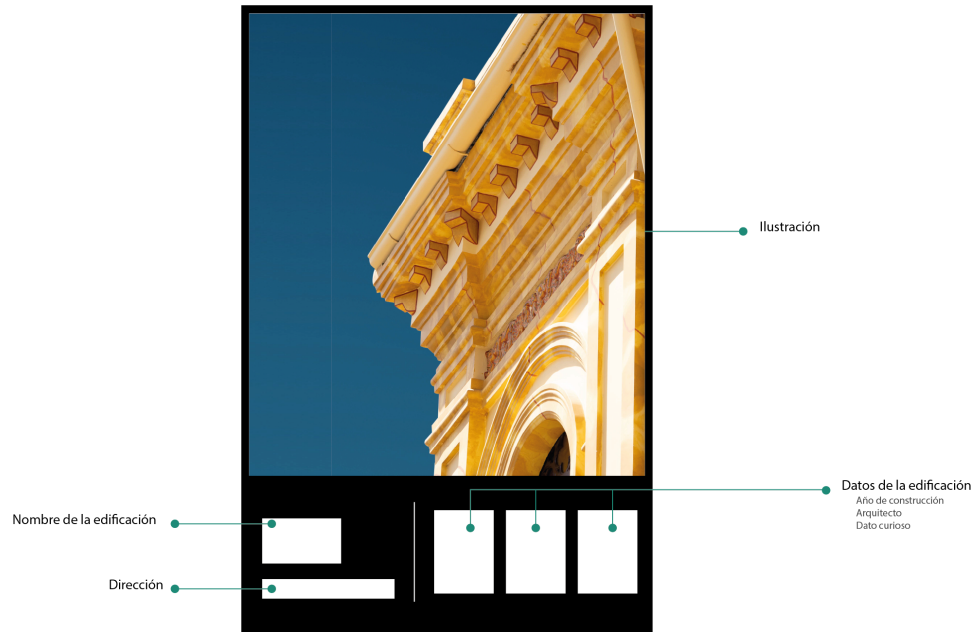 Ilustración
Datos de la edificación
Año de construcción
Arquitecto
Dato curioso
Nombre de la edificación
Dirección